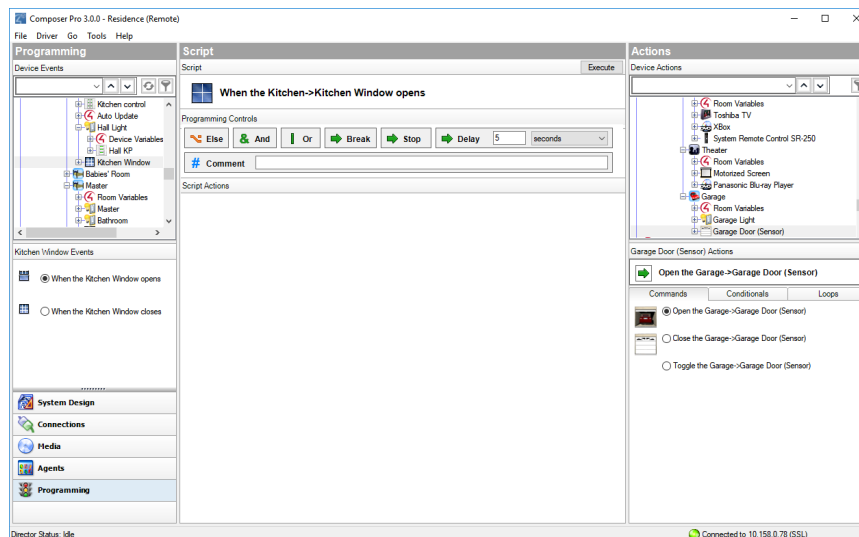 Composer Pro 3.0.0 - Residence (Remote)
File Driver Go Tools Help
Programming
Device Events
Kitchen control
Auto Update
Hall Light
Device Variables
Hall KP
Kitchen Window
Babies' Room
Master
Room Variables
Master
Bathroom
Kitchen Window Events
When the Kitchen Window opens
When the Kitchen Window closes
System Design
Connections
Media
Agents
Programming
Director Status: Idle
Script
Script
Execute
When the Kitchen->Kitchen Window opens
Programming Controls
Else And Or Break Stop Delay 5 seconds
# Comment
Script Actions
Actions
Device Actions
Room Variables
Toshiba TV
XBox
System Remote Control SR-250
Theater
Room Variables
Motorized Screen
Panasonic Blu-ray Player
Garage
Room Variables
Garage Light
Garage Door (Sensor)
Garage Door (Sensor) Actions
Open the Garage->Garage Door (Sensor)
Commands Conditionals Loops
Open the Garage->Garage Door (Sensor)
Close the Garage->Garage Door (Sensor)
Toggle the Garage->Garage Door (Sensor)
Connected to 10.158.0.78 (SSL)